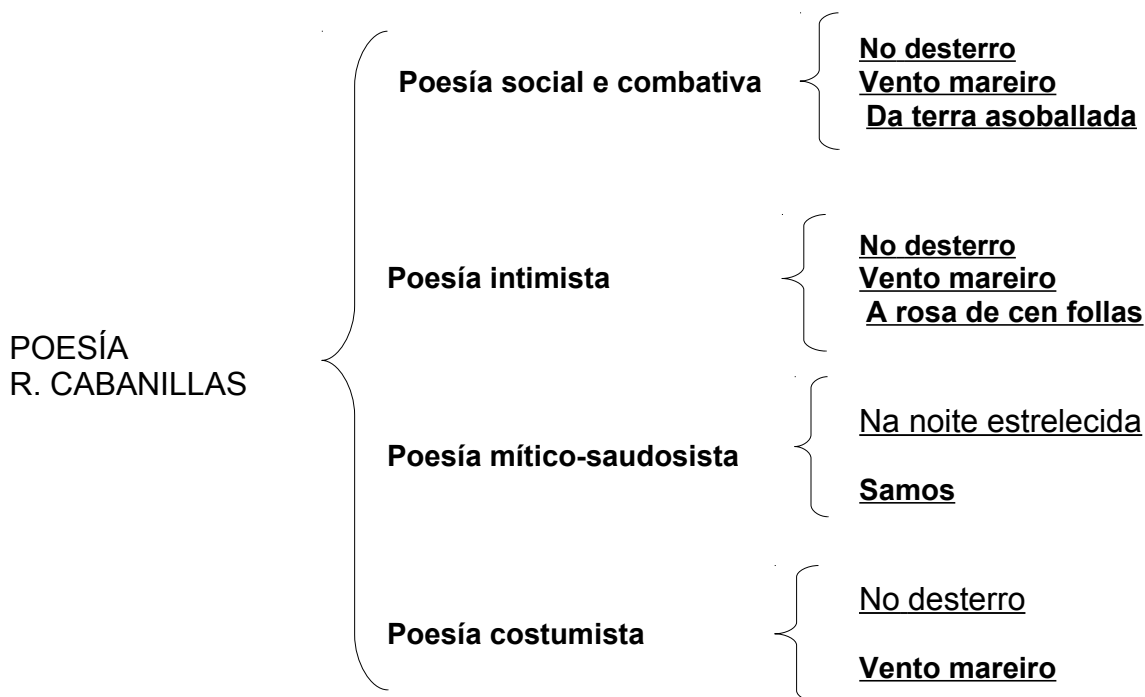 POESÍA
R. CABANILLAS
Poesía social e combativa
No desterro
Vento mareiro
Da terra asoballada
Poesía intimista
No desterro
Vento mareiro
A rosa de cen follas
Poesía mítico-saudosista
Na noite estrelecida
Samos
Poesía costumista
No desterro
Vento mareiro